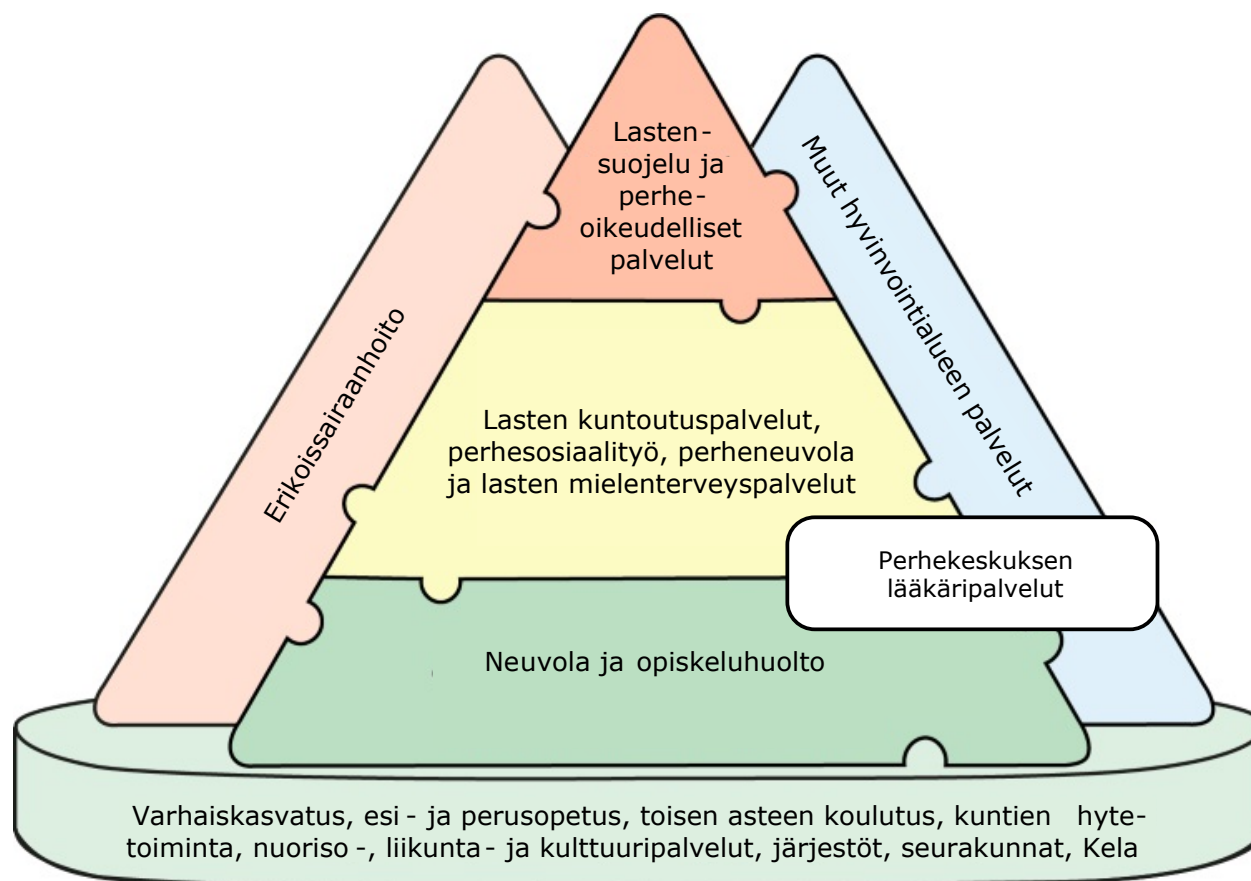 Lasten-
suojelu ja
perhe-
oikeudelliset
palvelut
Erikoissairaanhoito
Muut hyvinvointialueen palvelut
Lasten kuntoutuspalvelut,
perhesosiaalityö, perheneuvola
ja lasten mielenterveyspalvelut
Perhekeskuksen
lääkäripalvelut
Neuvola ja opiskeluhuolto
Varhaiskasvatus, esi- ja perusopetus, toisen asteen koulutus, kuntien hyte-
toiminta, nuoriso-, liikunta- ja kulttuuripalvelut, järjestöt, seurakunnat, Kela